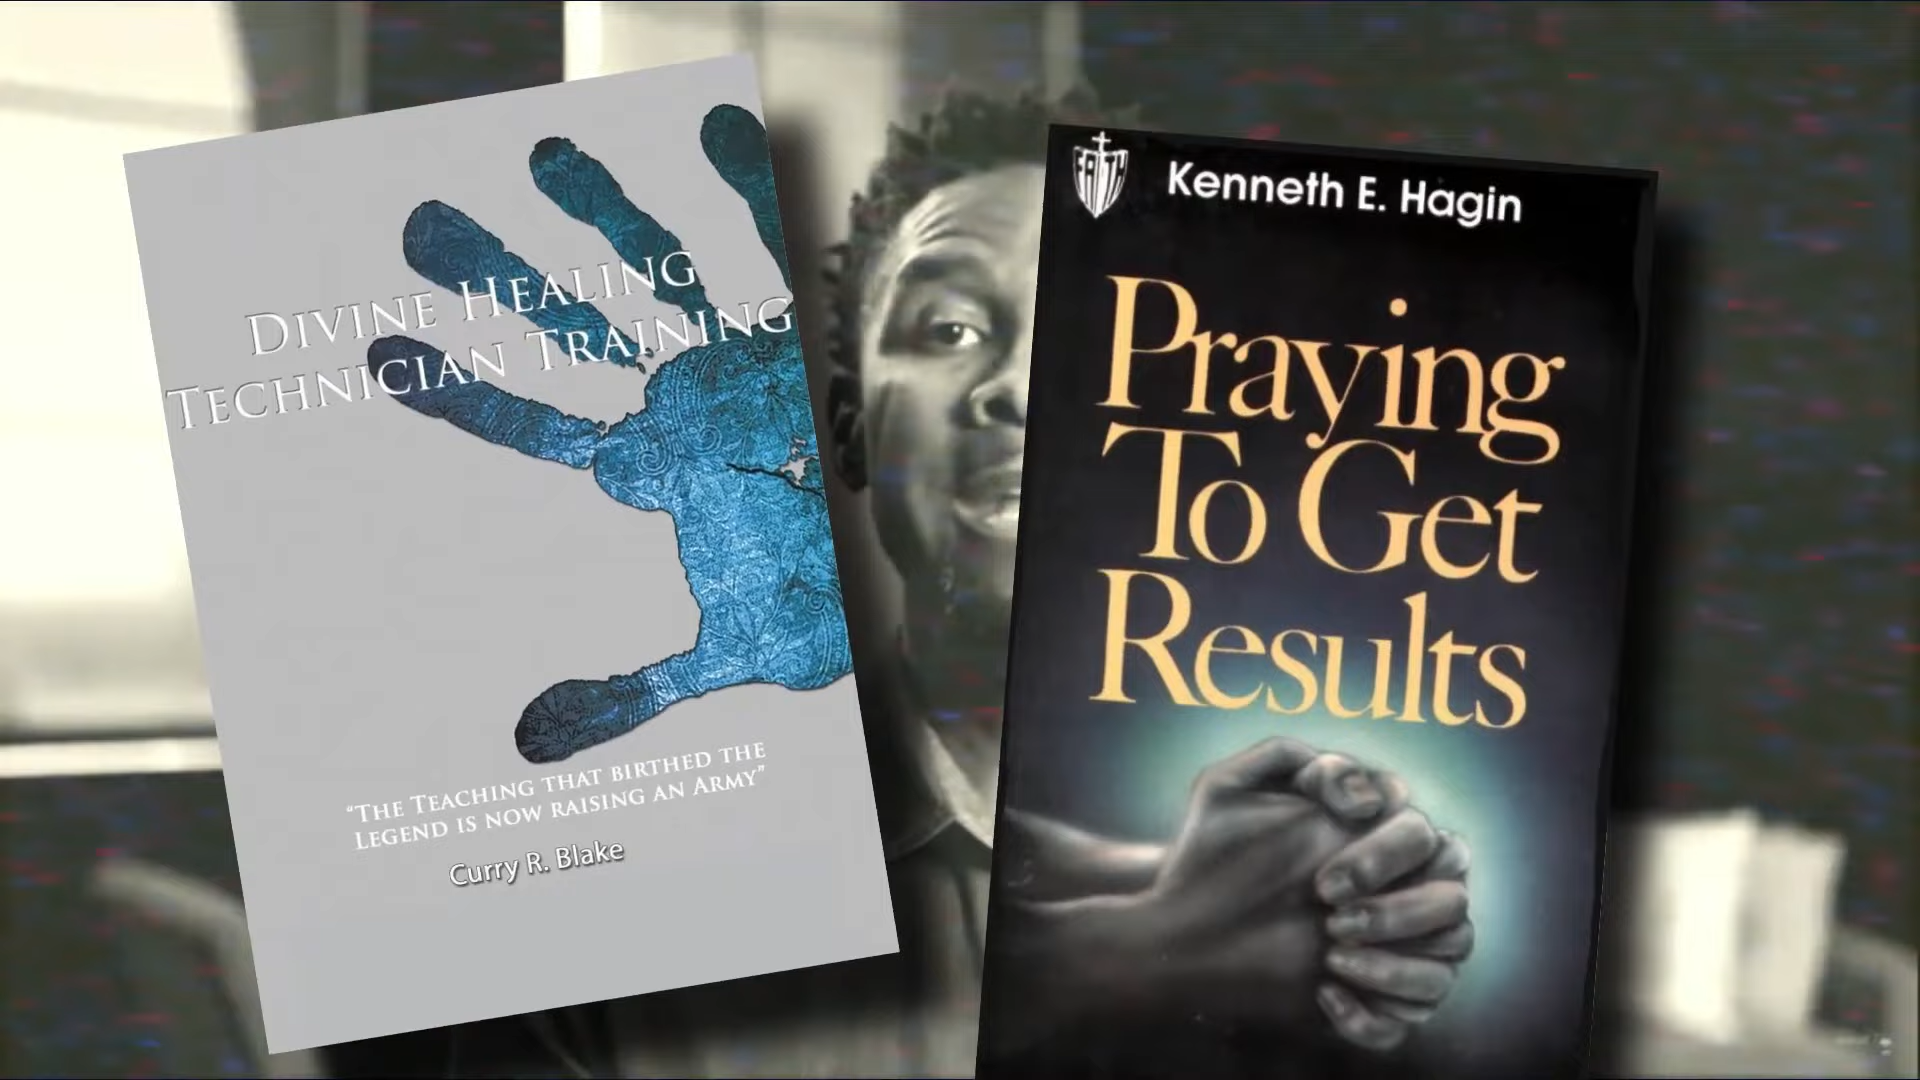 DIVINE HEALING
TECHNICIAN TRAINING
“THE TEACHING THAT BIRTHED THE
LEGEND IS NOW RAISING AN ARMY”
Curry R. Blake
FAITH
Kenneth E. Hagin
Praying
To Get
Results